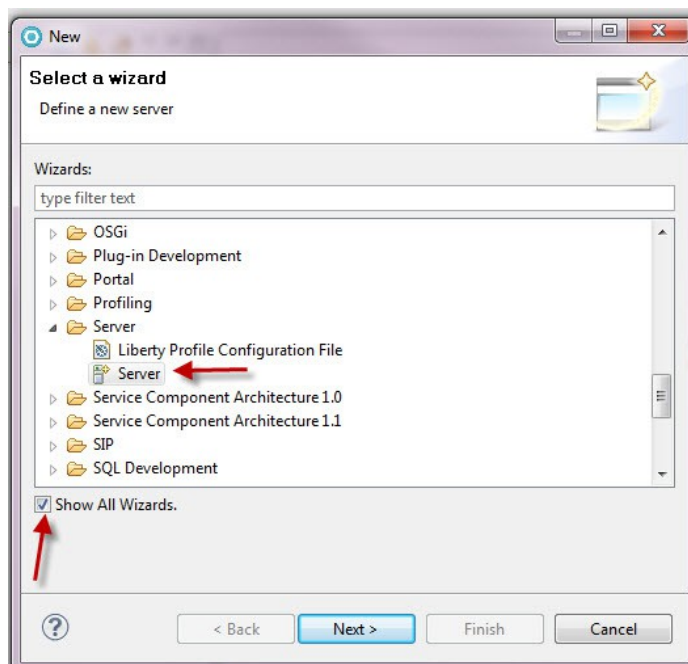 New
Select a wizard
Define a new server
Wizards:
type filter text
OSGi
Plug-in Development
Portal
Profiling
Server
Liberty Profile Configuration File
Server
Service Component Architecture 1.0
Service Component Architecture 1.1
SIP
SQL Development
Show All Wizards.
? < Back Next > Finish Cancel